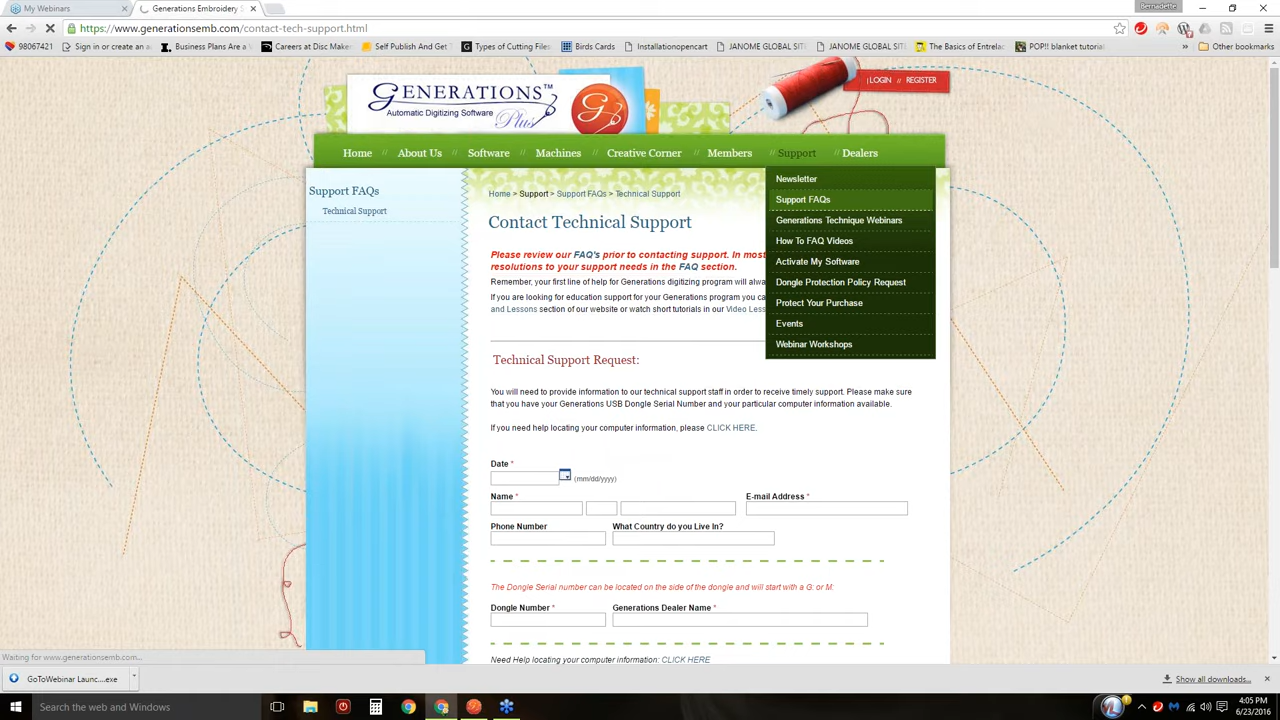 My Webinars
Generations Embroidery S
Bernadette
https://www.generationsemb.com/contact-tech-support.html
98067421
Sign in or create an a
Business Plans Are a V
Careers at Disc Maker
Self Publish And Get
Types of Cutting Files
Birds Cards
Installationopencart
JANOME GLOBAL SIT
JANOME GLOBAL SIT
The Basics of Entrelac
POP!! blanket tutorial
Other bookmarks
GENERATIONS™
Automatic Digitizing Software Plus
LOGIN // REGISTER
Home // About Us // Software // Machines // Creative Corner // Members // Support // Dealers
Support FAQs
Technical Support
Newsletter
Support FAQs
Generations Technique Webinars
How To FAQ Videos
Activate My Software
Dongle Protection Policy Request
Protect Your Purchase
Events
Webinar Workshops
Home > Support > Support FAQs > Technical Support
Contact Technical Support
Please review our FAQ's prior to contacting support. In most
resolutions to your support needs in the FAQ section.
Remember, your first line of help for Generations digitizing program will alwa
If you are looking for education support for your Generations program you ca
and Lessons section of our website or watch short tutorials in our Video Less
Technical Support Request:
You will need to provide information to our technical support staff in order to receive timely support. Please make sure
that you have your Generations USB Dongle Serial Number and your particular computer information available.
If you need help locating your computer information, please CLICK HERE.
Date *
(mm/dd/yyyy)
Name * E-mail Address *
Phone Number What Country do you Live In?
The Dongle Serial number can be located on the side of the dongle and will start with a G: or M:
Dongle Number * Generations Dealer Name *
Need Help locating your computer information: CLICK HERE
Waiting for www.generationsemb.com...
GoToWebinar Launc....exe
Show all downloads...
Search the web and Windows
4:05 PM
6/23/2016